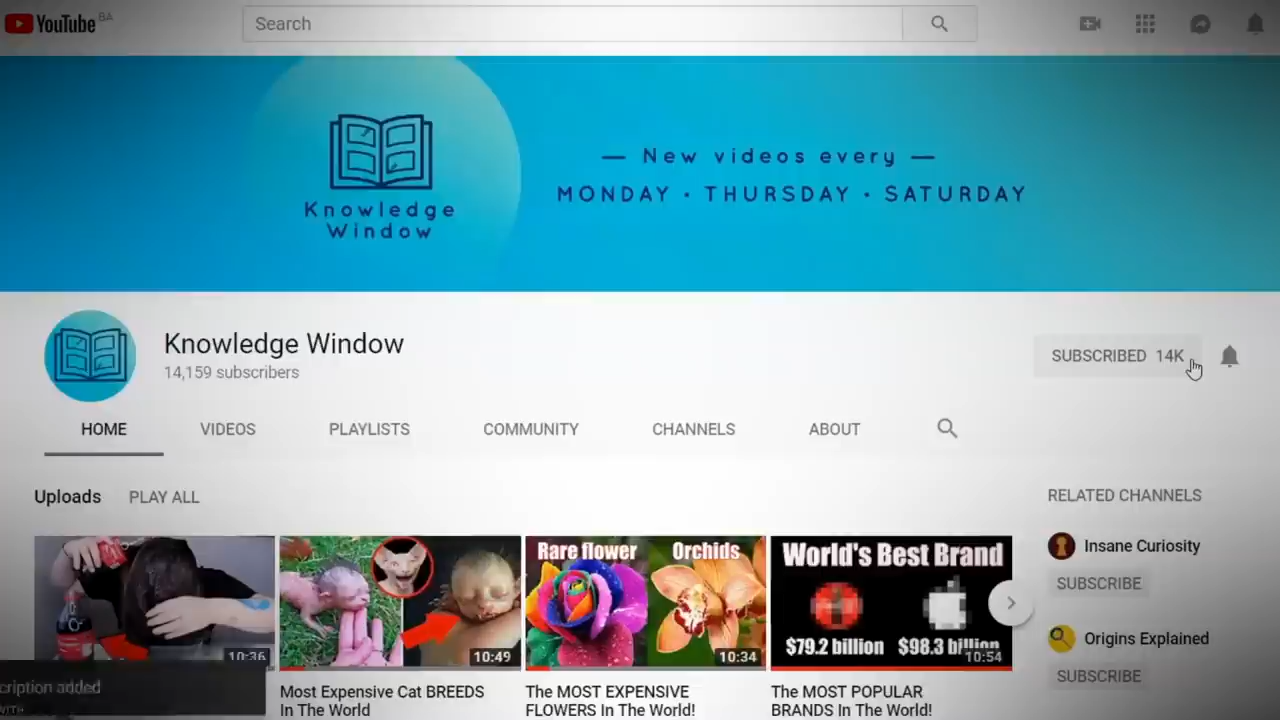 YouTube BA
Search
Knowledge
Window
— New videos every —
MONDAY · THURSDAY · SATURDAY
Knowledge Window
14,159 subscribers
SUBSCRIBED 14K
HOME
VIDEOS
PLAYLISTS
COMMUNITY
CHANNELS
ABOUT
Uploads
PLAY ALL
RELATED CHANNELS
10:36
10:49
Rare flower
Orchids
10:34
World's Best Brand
$79.2 billion
$98.3 billion
10:54
Insane Curiosity
SUBSCRIBE
Origins Explained
SUBSCRIBE
cription added
Most Expensive Cat BREEDS
In The World
The MOST EXPENSIVE
FLOWERS In The World!
The MOST POPULAR
BRANDS In The World!